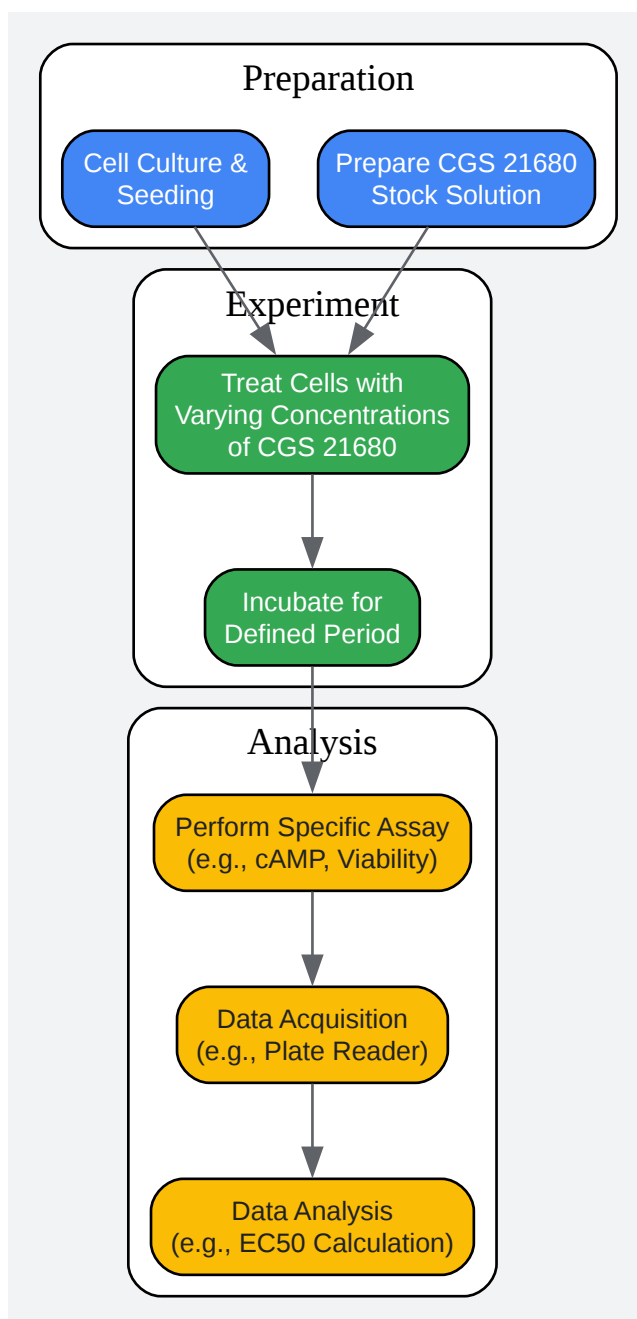 Preparation
Cell Culture &
Seeding
Prepare CGS 21680
Stock Solution
Experiment
Treat Cells with
Varying Concentrations
of CGS 21680
Incubate for
Defined Period
Analysis
Perform Specific Assay
(e.g., cAMP, Viability)
Data Acquisition
(e.g., Plate Reader)
Data Analysis
(e.g., EC50 Calculation)